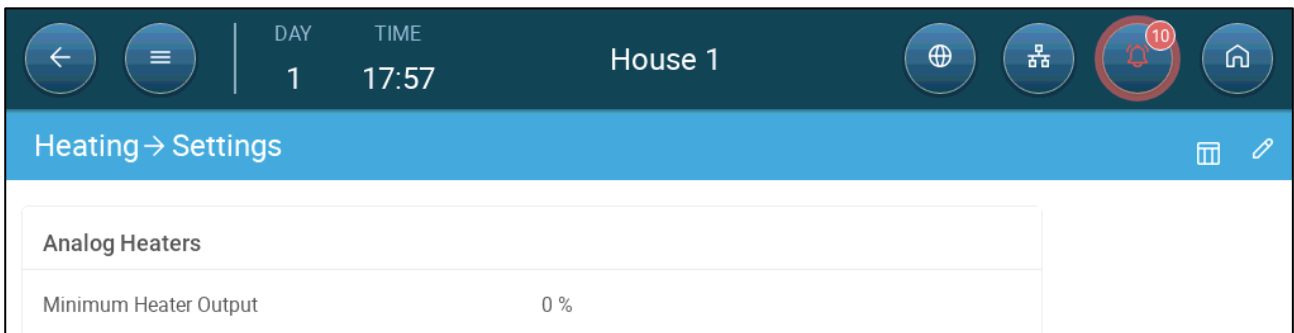 DAY TIME
1 17:57
House 1
10
Heating → Settings
Analog Heaters
Minimum Heater Output 0 %